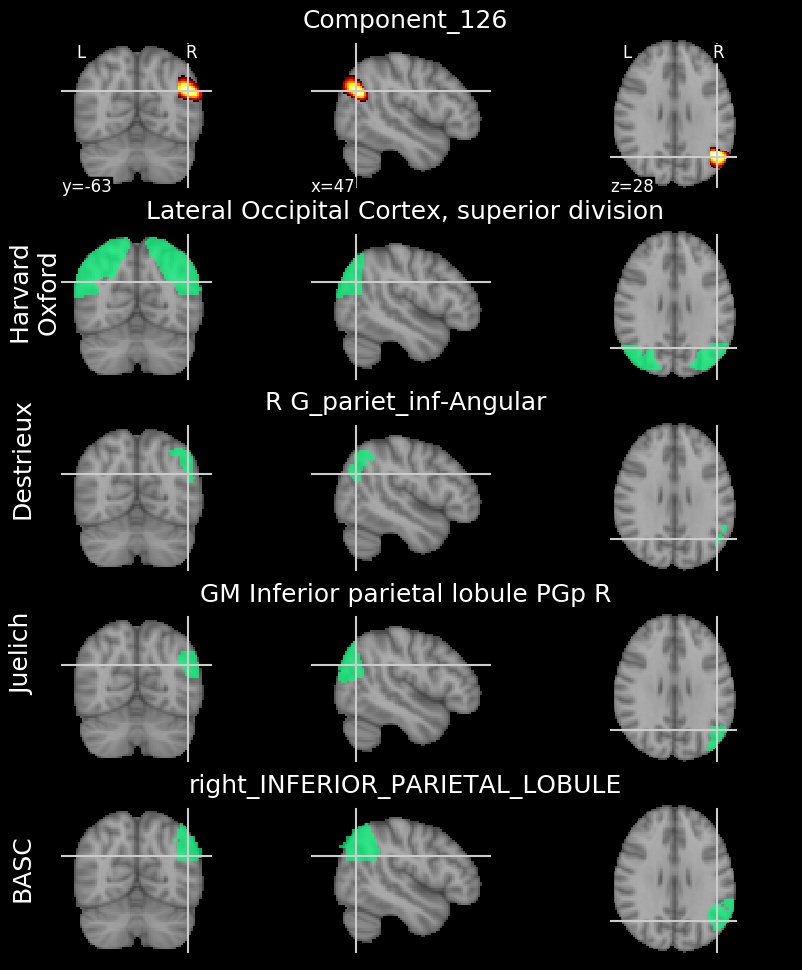 Component_126
L R L R
y=-63 x=47 z=28
Lateral Occipital Cortex, superior division
Harvard
Oxford
R G_pariet_inf-Angular
Destrieux
GM Inferior parietal lobule PGp R
Juelich
right_INFERIOR_PARIETAL_LOBULE
BASC